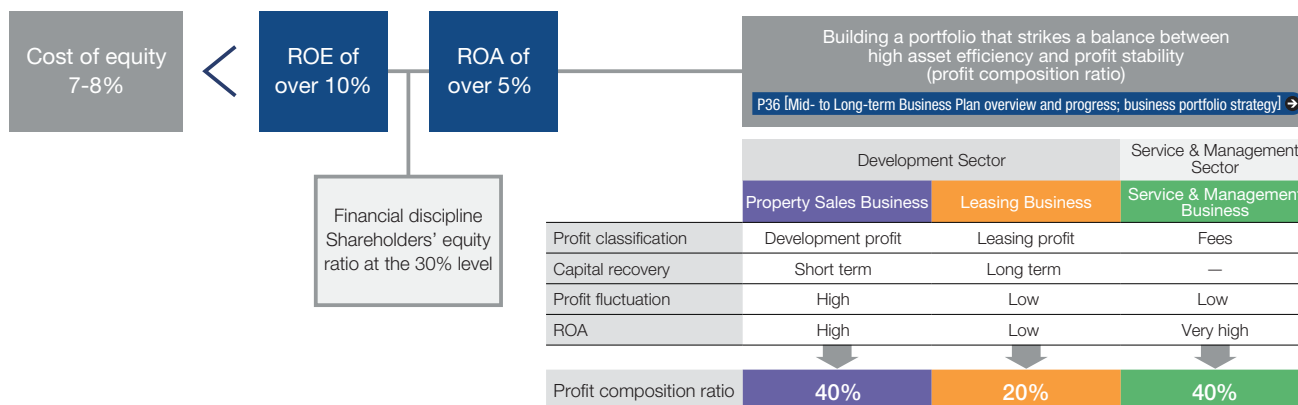 Cost of equity
7-8%
<
ROE of
over 10%
ROA of
over 5%
Building a portfolio that strikes a balance between
high asset efficiency and profit stability
(profit composition ratio)
P36 [Mid- to Long-term Business Plan overview and progress; business portfolio strategy]
Financial discipline
Shareholders' equity
ratio at the 30% level
Development Sector
Service & Management
Sector
Property Sales Business
Leasing Business
Service & Management
Business
Profit classification Development profit Leasing profit Fees
Capital recovery Short term Long term —
Profit fluctuation High Low Low
ROA High Low Very high
Profit composition ratio 40% 20% 40%